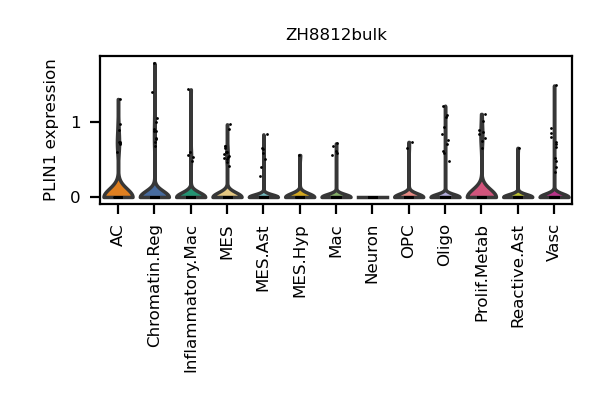 ZH8812bulk
PLIN1 expression
1
0
AC
Chromatin.Reg
Inflammatory.Mac
MES
MES.Ast
MES.Hyp
Mac
Neuron
OPC
Oligo
Prolif.Metab
Reactive.Ast
Vasc